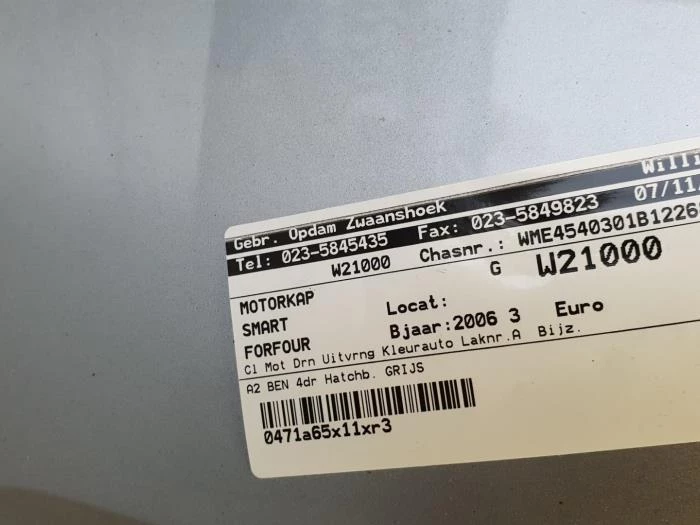 Gebr. Opdam Zwaanshoek
Tel: 023-5845435 Fax: 023-5849823 07/11
W21000 Chasnr.: WME4540301B1226
MOTORKAP G W21000
SMART Locat:
FORFOUR Bjaar:2006 3 Euro
Cl Mot Drn Uitvrng Kleurauto Laknr.A Bijz.
A2 BEN 4dr Hatchb. GRIJS
0471a65x11xr3